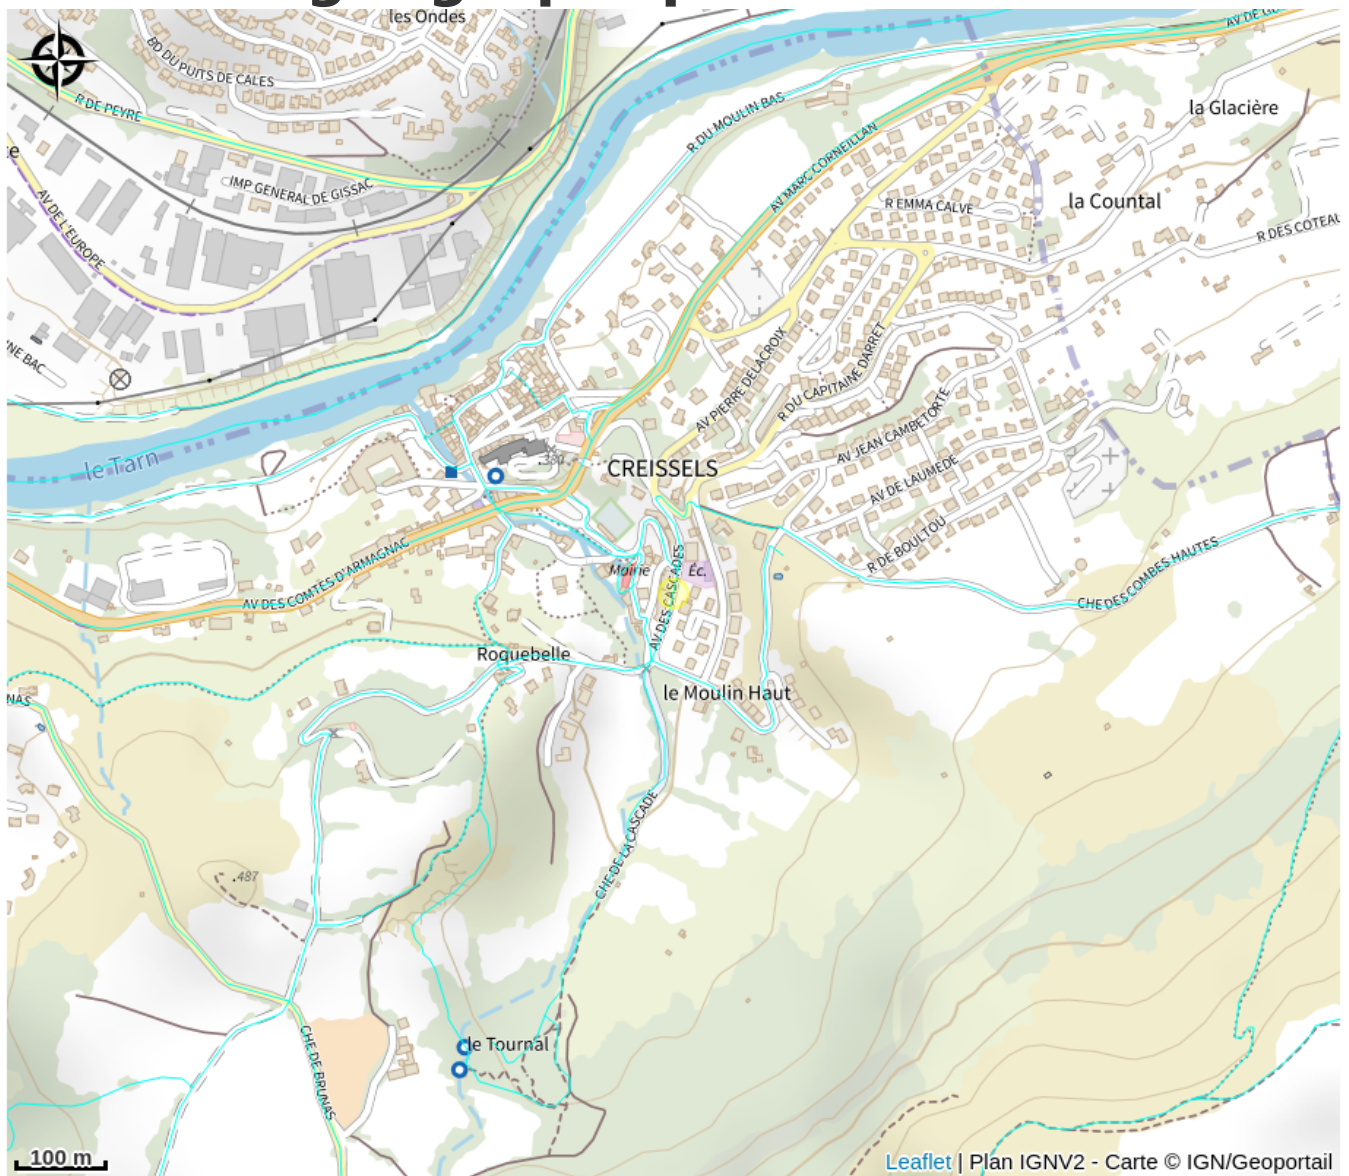 les Ondes
AV DE G
BD DU PUITS DE CALES
R DE PEYRE
R DU MOULIN BAS
la Glacière
AV MARC CORNEILLAN
IMP GENERAL DE GISSAC
AV DE L'EUROPE
R EMMA CALVE
la Countal
R DES COTEAU
NE BAC
AV PIERRE DELACROIX
R DU CAPITAINE DARRET
AV JEAN CAMBETORTE
le Tarn
.380
CREISSELS
AV DE LAUMEDE
R DE BOULTOU
AV DES COMTES D'ARMAGNAC
Mairie
Éc.
CHE DES COMBES HAUTES
AV DES CASCADES
Roquebelle
le Moulin Haut
NAS
CHE DE LA CASCADE
.487
le Tournal
CHE DE BRUNAS
100 m
Leaflet | Plan IGNV2 - Carte © IGN/Geoportail